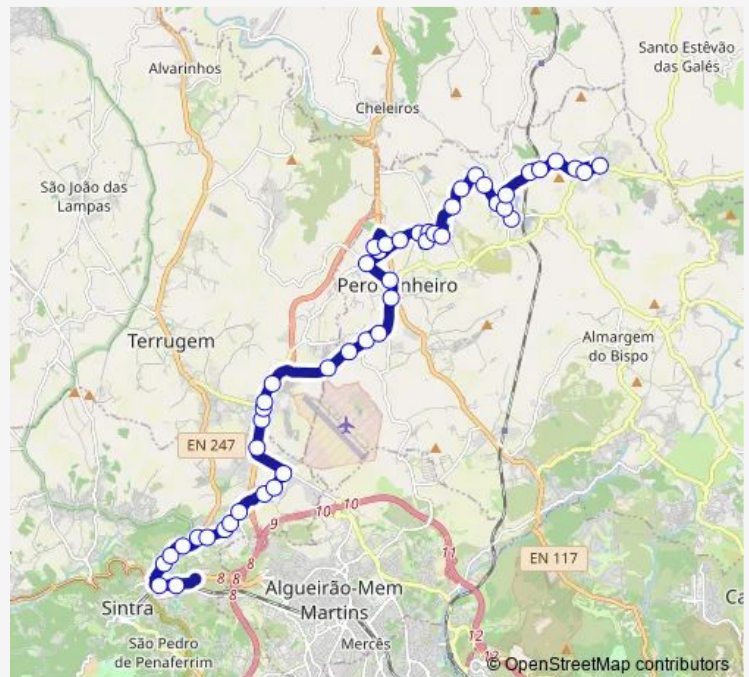 Santo Estêvão
das Galés
Alvarinhos
Cheleiros
São João das
Lampas
Pero
nheiro
Terrugem
Almargem
do Bispo
EN 247
10
10
9
11
EN 117
8
8
8
8
Algueirão-Mem
Martins
Sintra
Ca
São Pedro
de Penaferrim
Mercês
12
12
© OpenStreetMap contributors